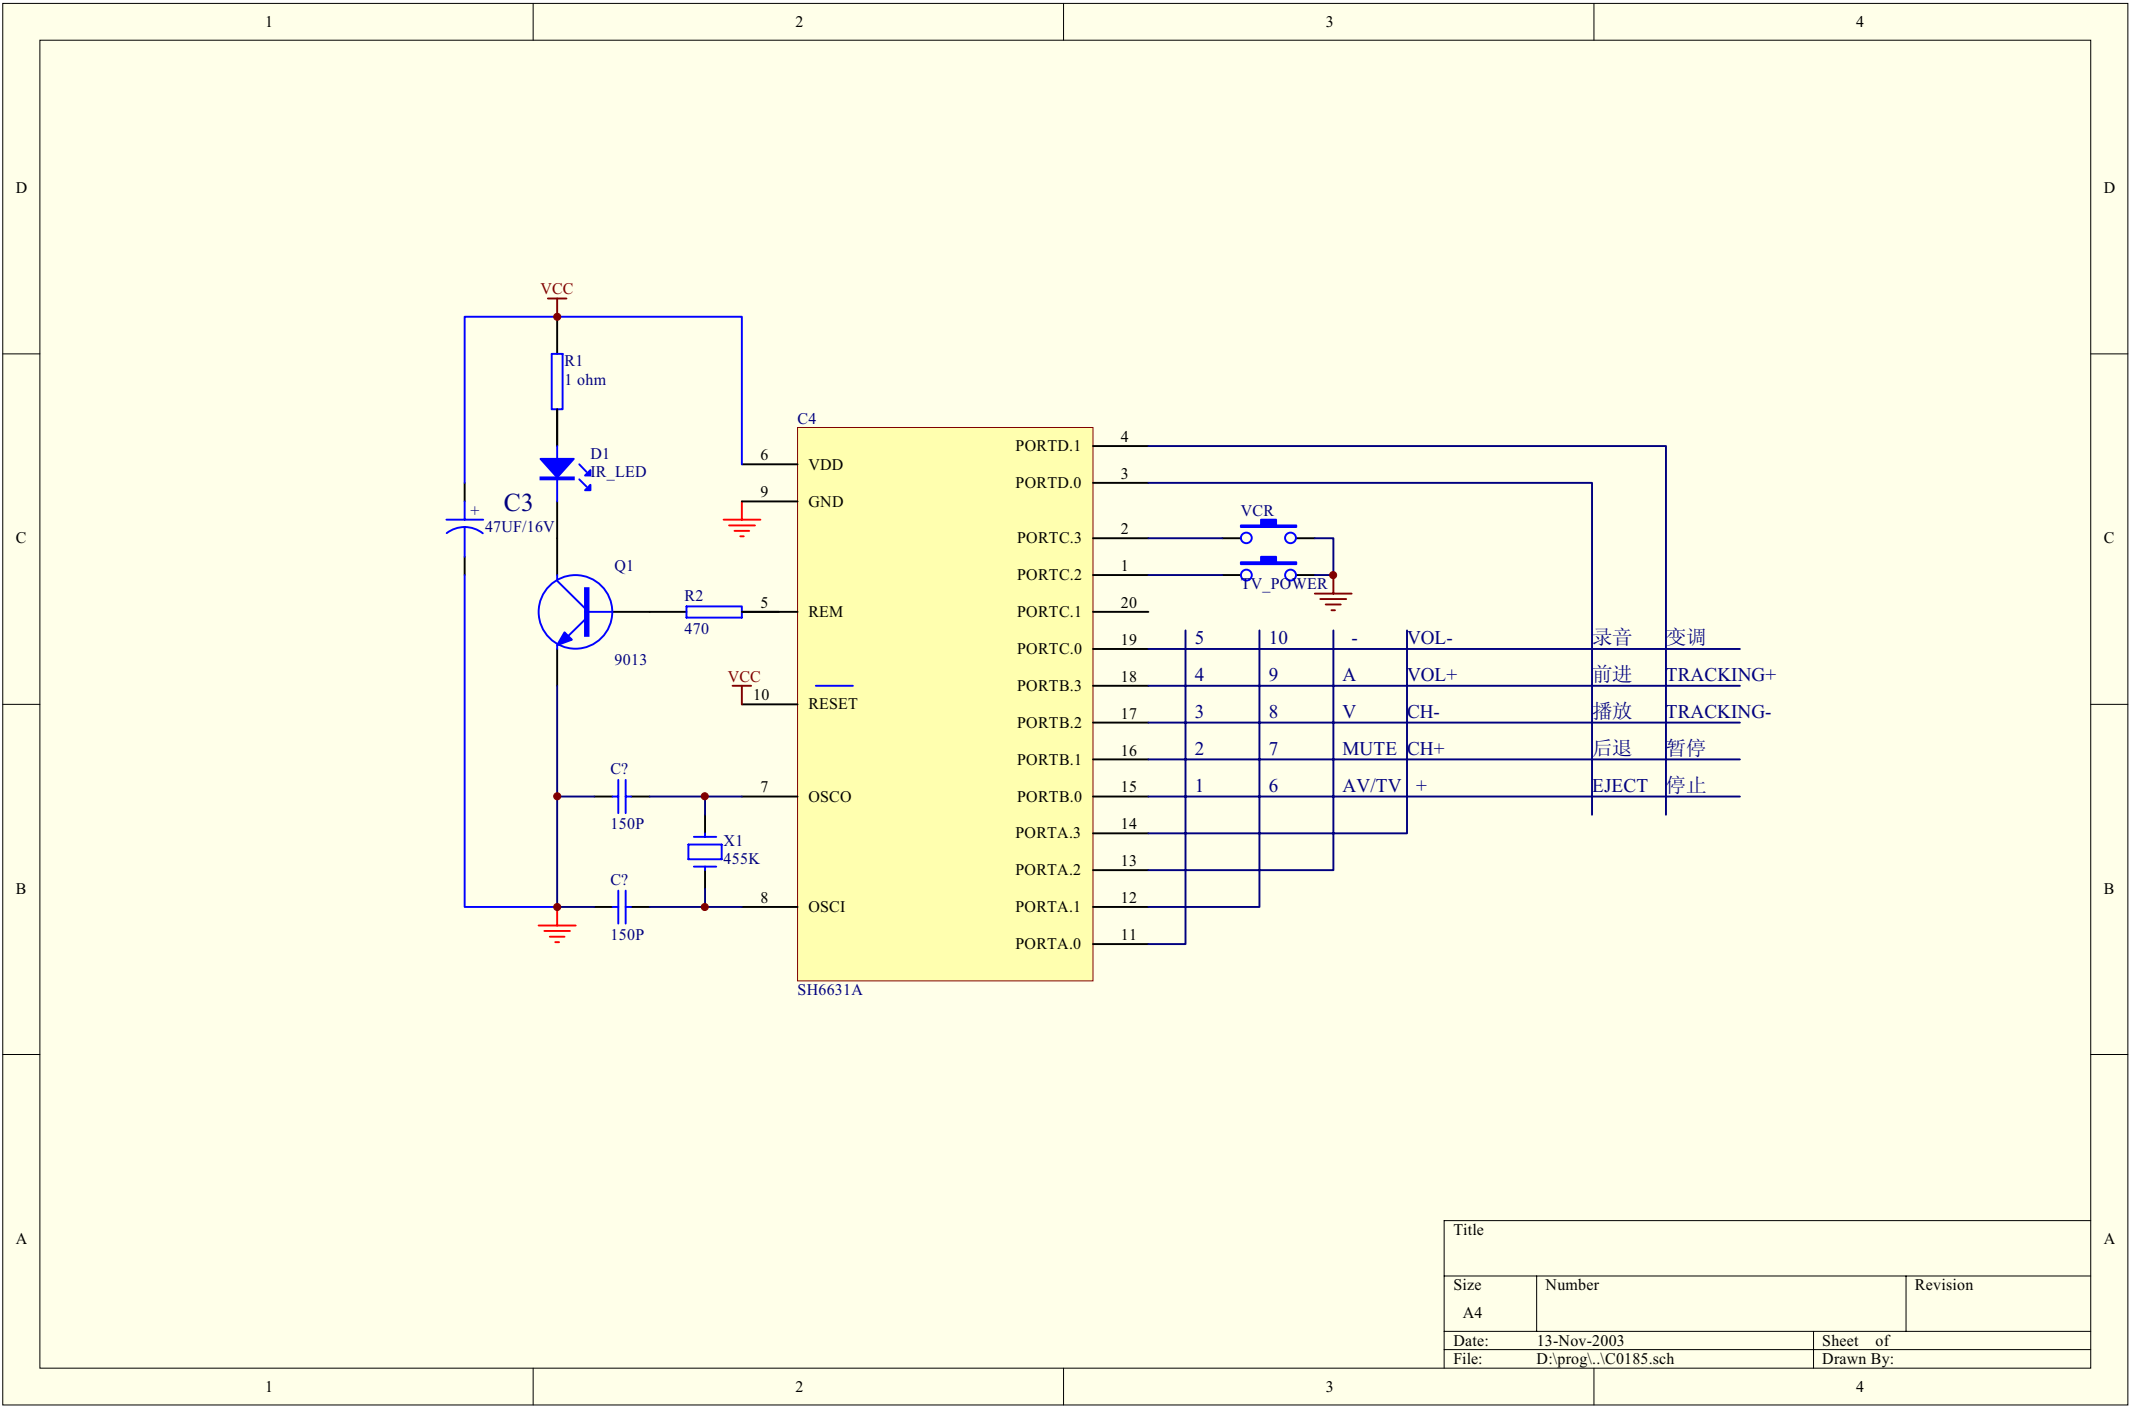 1 2 3 4
D D
VCC
R1
1 ohm
C4
D1
IR_LED
C3
+
47UF/16V
6 VDD
9 GND
PORTD.1 4
PORTD.0 3
VCR
C C
PORTC.3 2
PORTC.2 1
TV_POWER
Q1
R2
470
5 REM
9013
PORTC.1 20
PORTC.0 19 5 10 - VOL- 录音 变调
PORTB.3 18 4 9 A VOL+ 前进 TRACKING+
VCC
10 RESET
PORTB.2 17 3 8 V CH- 播放 TRACKING-
PORTB.1 16 2 7 MUTE CH+ 后退 暂停
C?
150P
7 OSCO
PORTB.0 15 1 6 AV/TV + EJECT 停止
PORTA.3 14
X1
455K
PORTA.2 13
B B
C?
150P
8 OSCI
PORTA.1 12
PORTA.0 11
SH6631A
A A
Title
Size Number Revision
A4
Date: 13-Nov-2003 Sheet of
File: D:\prog\..\C0185.sch Drawn By:
1 2 3 4